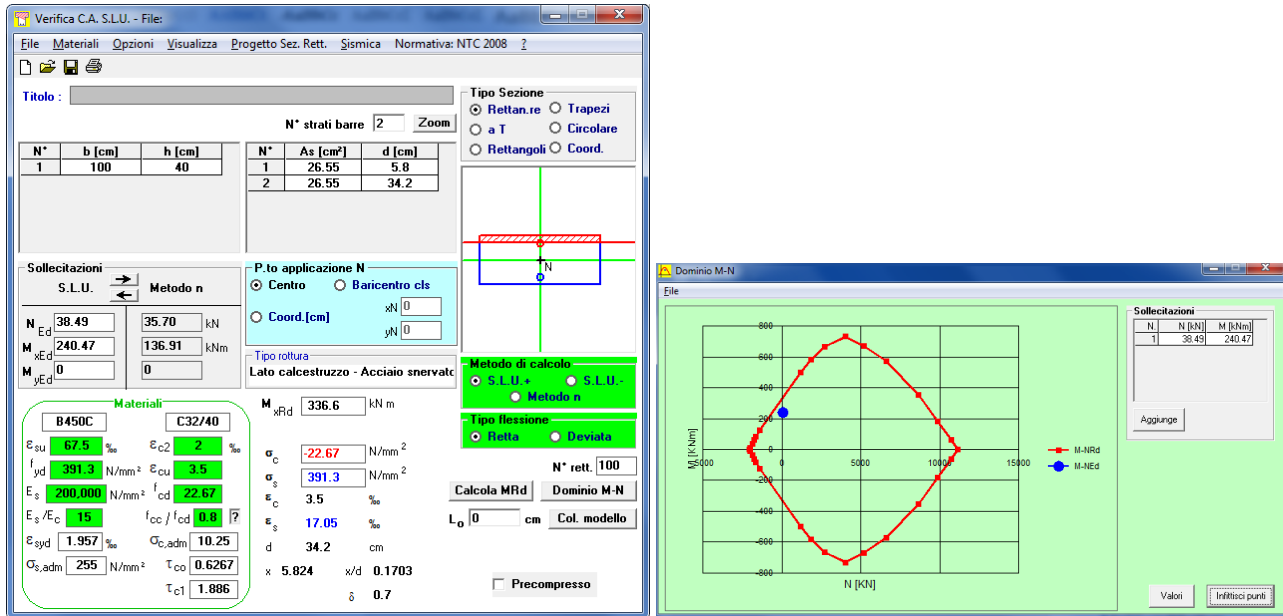 Verifica C.A. S.L.U. - File:
File Materiali Opzioni Visualizza Progetto Sez. Rett. Sismica Normativa: NTC 2008 ?
Titolo :
N° strati barre 2 Zoom
N° b [cm] h [cm]
1 100 40
N° As [cm²] d [cm]
1 26.55 5.8
2 26.55 34.2
Tipo Sezione
Rettan.re Trapezi
a T Circolare
Rettangoli Coord.
N
Sollecitazioni
S.L.U. Metodo n
N Ed 38.49 35.70 kN
M xEd 240.47 136.91 kNm
M yEd 0 0
P.to applicazione N
Centro Baricentro cls
Coord.[cm] xN 0
yN 0
Tipo rottura
Lato calcestruzzo - Acciaio snervato
Metodo di calcolo
S.L.U.+ S.L.U.-
Metodo n
Tipo flessione
Retta Deviata
N° rett. 100
Calcola MRd Dominio M-N
L₀ 0 cm Col. modello
Precompresso
Materiali
B450C C32/40
εsu 67.5 ‰ εc2 2 ‰
fyd 391.3 N/mm² εcu 3.5
Es 200,000 N/mm² fcd 22.67
Es/Ec 15 fcc / fcd 0.8 ?
εsyd 1.957 ‰ σc,adm 10.25
σs,adm 255 N/mm² τco 0.6267
τc1 1.886
M xRd 336.6 kN m
σc -22.67 N/mm²
σs 391.3 N/mm²
εc 3.5 ‰
εs 17.05 ‰
d 34.2 cm
x 5.824 x/d 0.1703
δ 0.7
Dominio M-N
File
800
600
400
200
0
-200
-400
-600
-800
M [KNm]
-5000 0 5000 10000 15000
N [KN]
M-NRd
M-NEd
Sollecitazioni
N. N [kN] M [kNm]
1 38.49 240.47
Aggiunge
Valori Infittisci punti